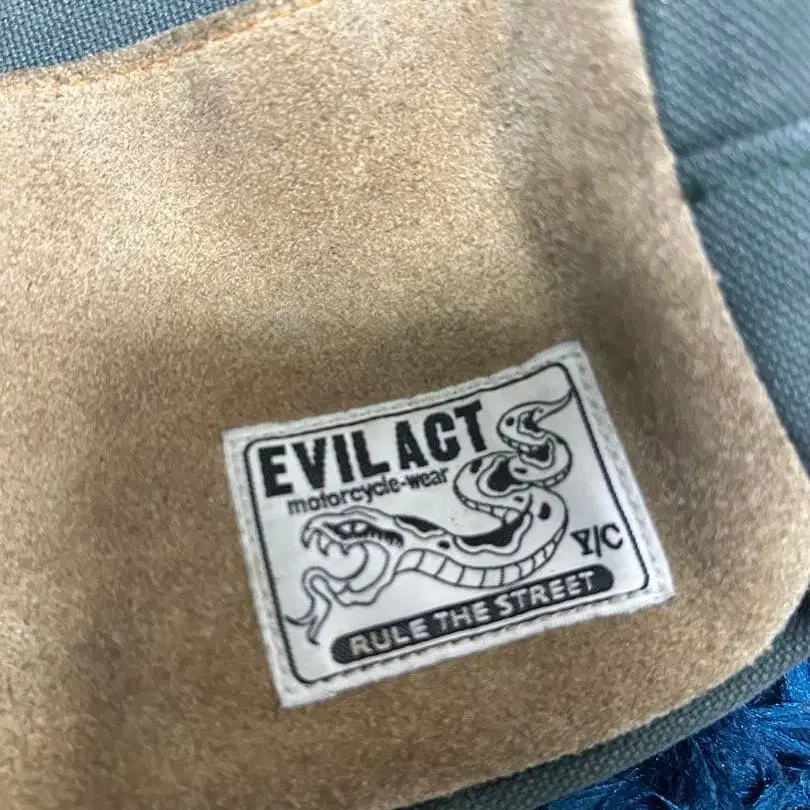 EVIL ACT
motorcycle-wear
Y/C
RULE THE STREET